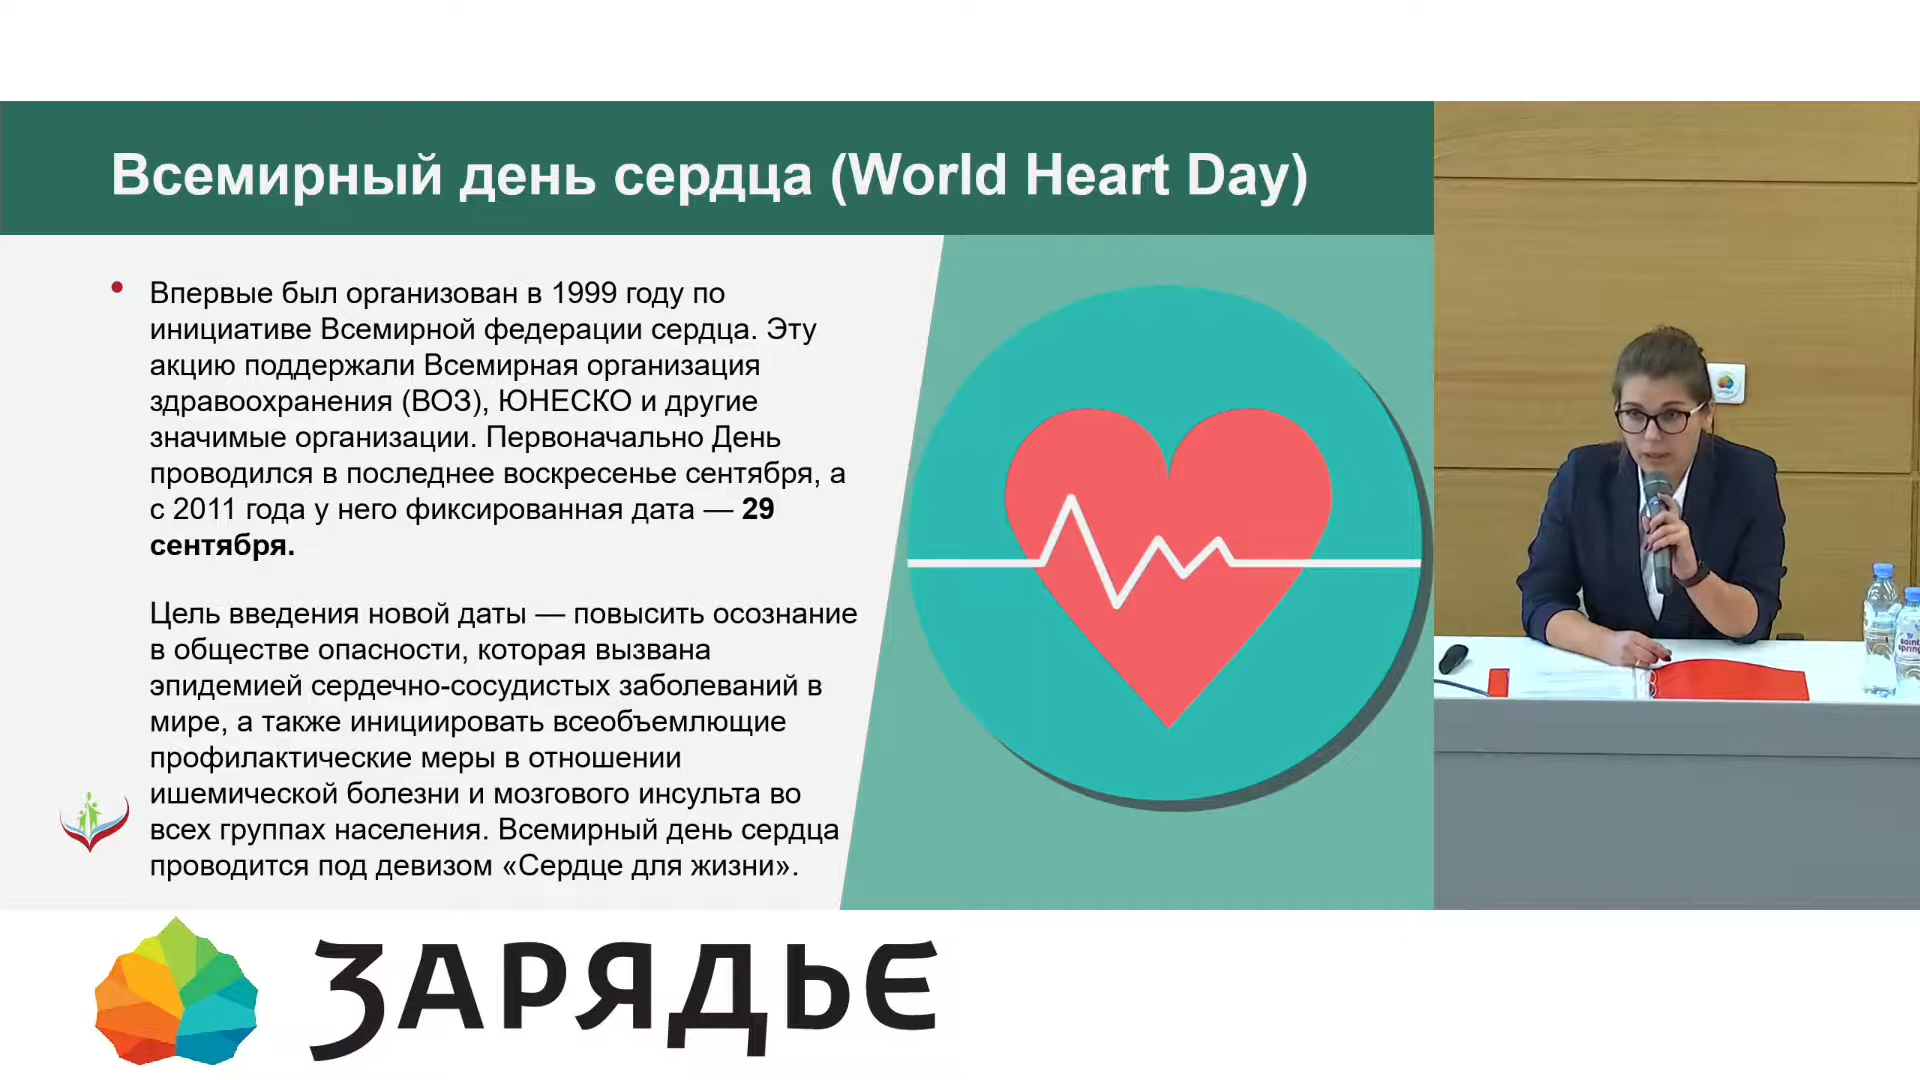 Всемирный день сердца (World Heart Day)
• Впервые был организован в 1999 году по
инициативе Всемирной федерации сердца. Эту
акцию поддержали Всемирная организация
здравоохранения (ВОЗ), ЮНЕСКО и другие
значимые организации. Первоначально День
проводился в последнее воскресенье сентября, а
с 2011 года у него фиксированная дата — 29
сентября.
Цель введения новой даты — повысить осознание
в обществе опасности, которая вызвана
эпидемией сердечно-сосудистых заболеваний в
мире, а также инициировать всеобъемлющие
профилактические меры в отношении
ишемической болезни и мозгового инсульта во
всех группах населения. Всемирный день сердца
проводится под девизом «Сердце для жизни».
saint
spring
ЗАРЯДЬЕ